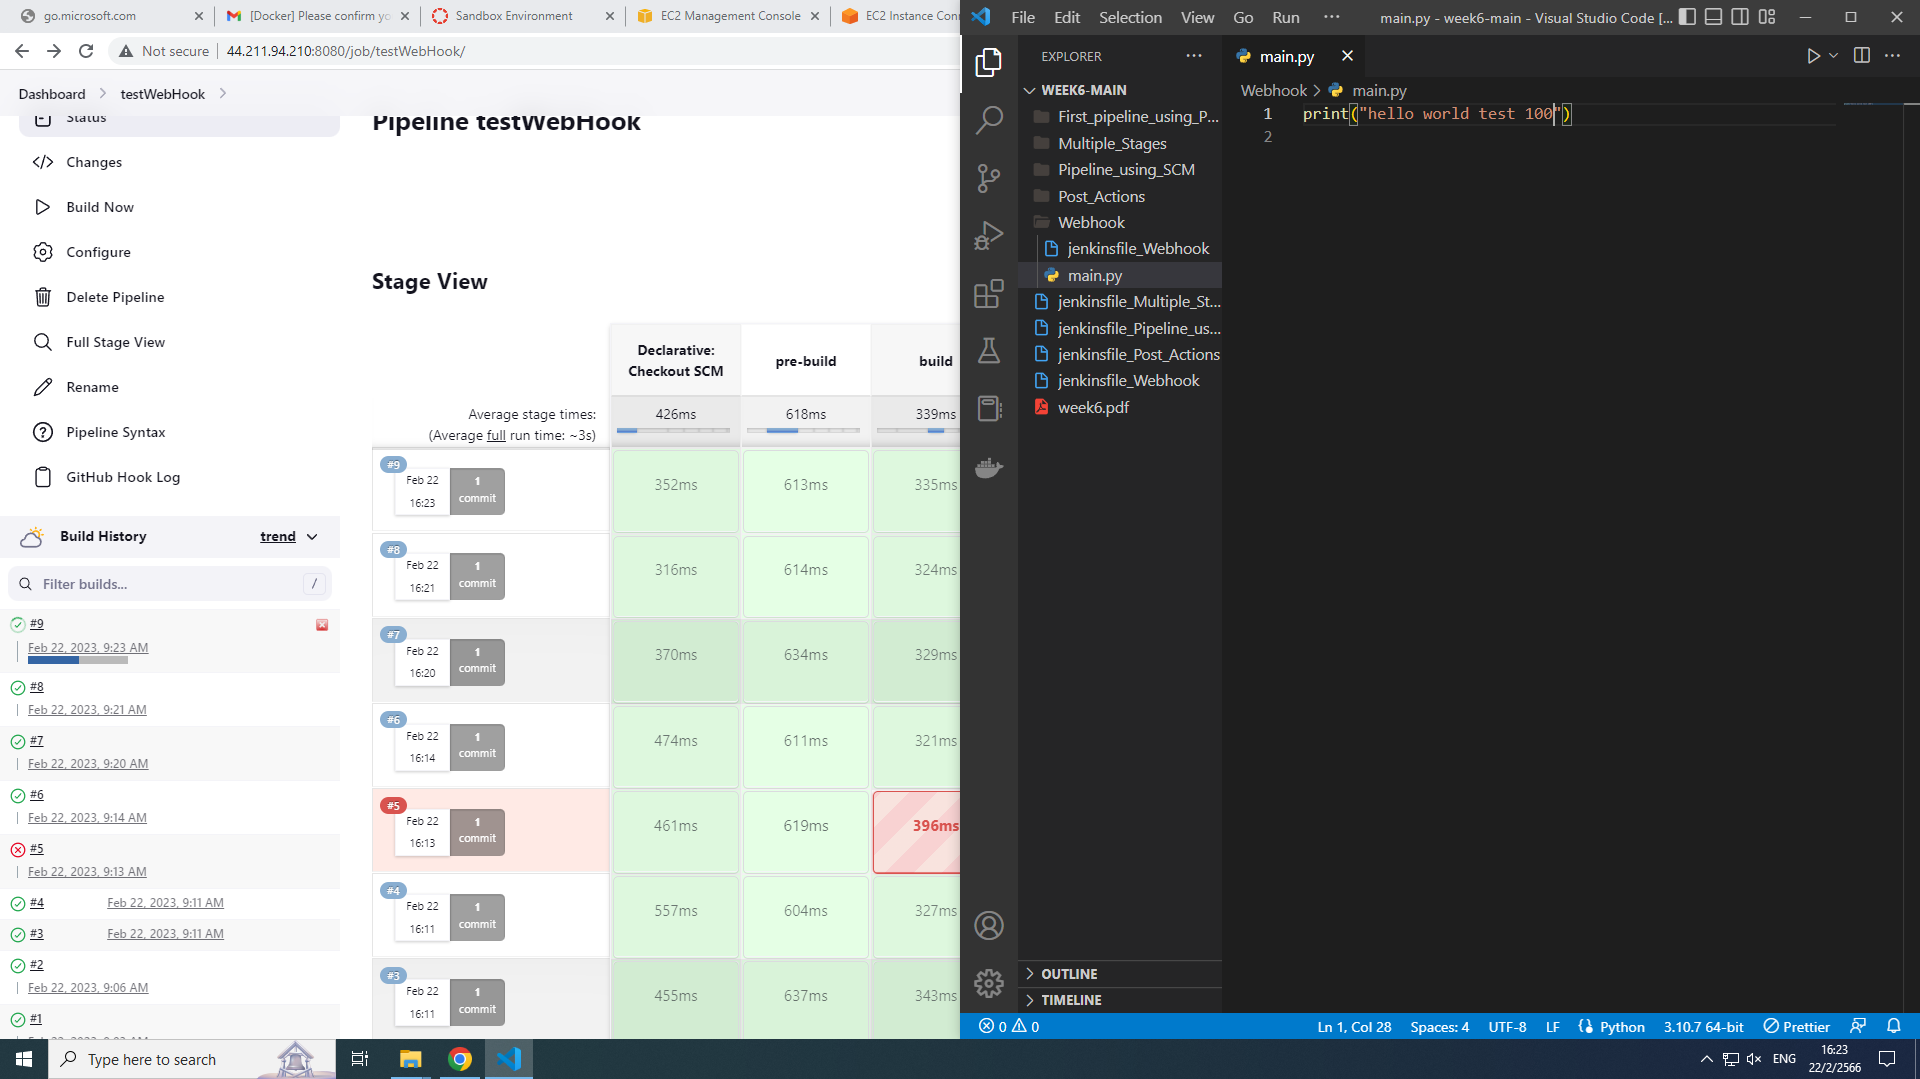 go.microsoft.com
[Docker] Please confirm yo
Sandbox Environment
EC2 Management Console
EC2 Instance Conn
Not secure
44.211.94.210:8080/job/testWebHook/
Dashboard
testWebHook
Status
Changes
Build Now
Configure
Delete Pipeline
Full Stage View
Rename
Pipeline Syntax
GitHub Hook Log
Build History
trend
Filter builds...
/
#9
Feb 22, 2023, 9:23 AM
#8
Feb 22, 2023, 9:21 AM
#7
Feb 22, 2023, 9:20 AM
#6
Feb 22, 2023, 9:14 AM
#5
Feb 22, 2023, 9:13 AM
#4 Feb 22, 2023, 9:11 AM
#3 Feb 22, 2023, 9:11 AM
#2
Feb 22, 2023, 9:06 AM
#1
Pipeline testWebHook
Stage View
Declarative:
Checkout SCM
pre-build
build
Average stage times:
(Average full run time: ~3s)
426ms
618ms
339ms
#9
Feb 22
16:23
1
commit
352ms
613ms
335ms
#8
Feb 22
16:21
1
commit
316ms
614ms
324ms
#7
Feb 22
16:20
1
commit
370ms
634ms
329ms
#6
Feb 22
16:14
1
commit
474ms
611ms
321ms
#5
Feb 22
16:13
1
commit
461ms
619ms
396ms
#4
Feb 22
16:11
1
commit
557ms
604ms
327ms
#3
Feb 22
16:11
1
commit
455ms
637ms
343ms
File Edit Selection View Go Run ···
main.py - week6-main - Visual Studio Code [...
EXPLORER
WEEK6-MAIN
First_pipeline_using_P...
Multiple_Stages
Pipeline_using_SCM
Post_Actions
Webhook
jenkinsfile_Webhook
main.py
jenkinsfile_Multiple_St...
jenkinsfile_Pipeline_us...
jenkinsfile_Post_Actions
jenkinsfile_Webhook
week6.pdf
OUTLINE
TIMELINE
main.py
Webhook > main.py
1 print("hello world test 100")
2
0 0
Ln 1, Col 28
Spaces: 4
UTF-8
LF
Python
3.10.7 64-bit
Prettier
Type here to search
ENG
16:23
22/2/2566